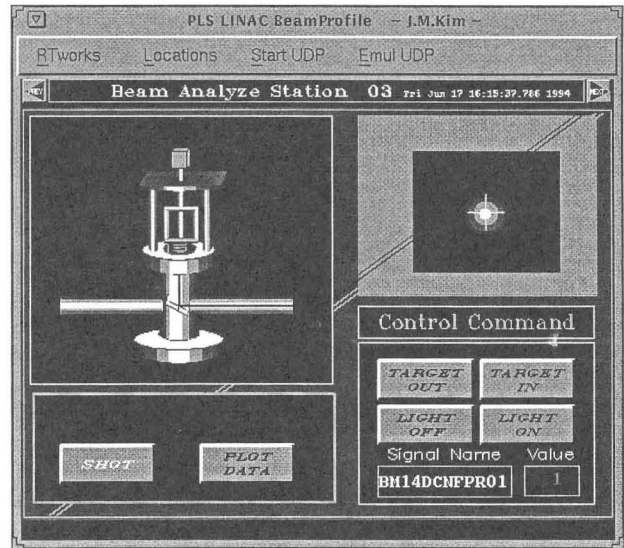 PLS LINAC BeamProfile - J.M.Kim -
RTworks Locations Start UDP Emul UDP
PREV Beam Analyze Station 03 Fri Jun 17 16:15:37.786 1994 NEXT
Control Command
TARGET OUT
TARGET IN
LIGHT OFF
LIGHT ON
SHOT
PLOT DATA
Signal Name Value
BM14DCNFPR01 1